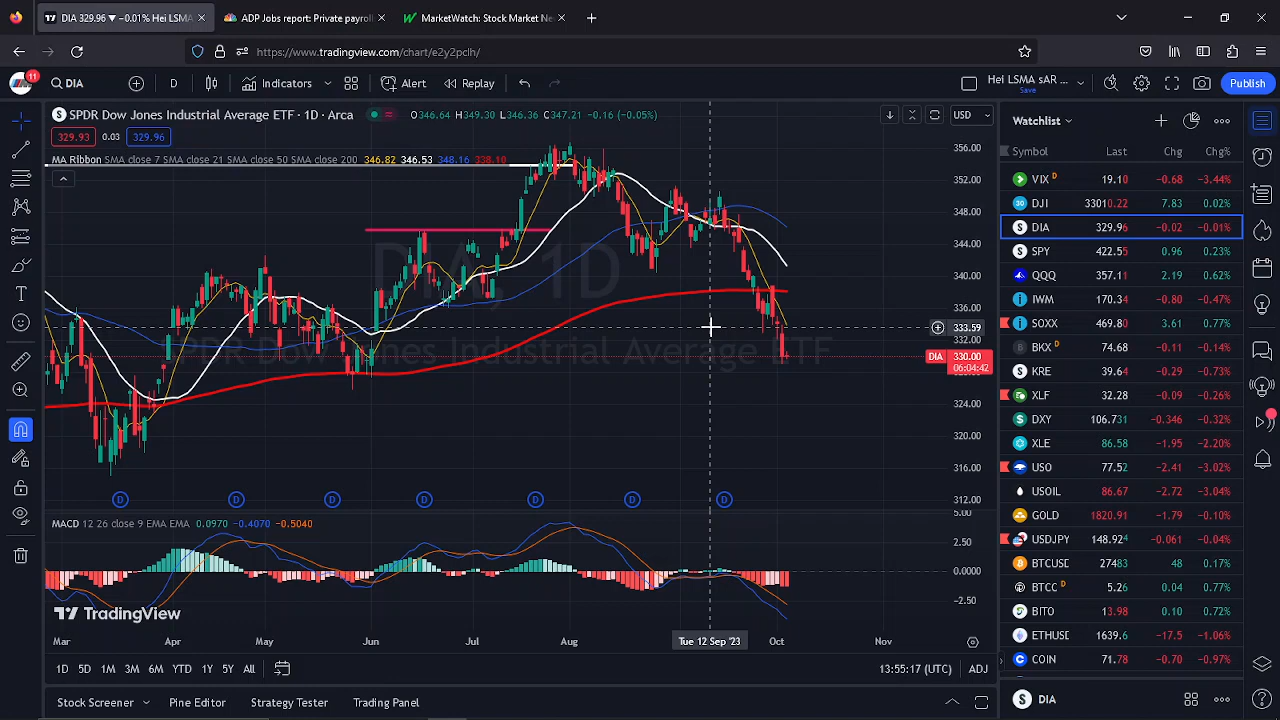 DIA 329.96 ▼ −0.01% Hei LSMA
ADP Jobs report: Private payroll
MarketWatch: Stock Market Ne
https://www.tradingview.com/chart/e2y2pclh/
11
DIA
D
Indicators
Alert
Replay
Hei LSMA sAR ...
Save
Publish
SPDR Dow Jones Industrial Average ETF · 1D · Arca
O346.64 H349.30 L346.36 C347.21 −0.16 (−0.05%)
USD
329.93 0.03 329.96
MA Ribbon SMA close 7 SMA close 21 SMA close 50 SMA close 200 346.82 346.53 348.16 338.10
DIA, 1D
SPDR Dow Jones Industrial Average ETF
356.00
352.00
348.00
344.00
340.00
336.00
333.59
332.00
DIA 330.00
06:04:42
324.00
320.00
316.00
312.00
D D D D D D D
MACD 12 26 close 9 EMA EMA 0.0970 −0.4070 −0.5040
5.00
2.50
0.0000
−2.50
TradingView
Mar Apr May Jun Jul Aug Tue 12 Sep '23 Oct Nov
1D 5D 1M 3M 6M YTD 1Y 5Y All
13:55:17 (UTC) ADJ
Stock Screener Pine Editor Strategy Tester Trading Panel
Watchlist
Symbol Last Chg Chg%
VIX D 19.10 −0.68 −3.44%
DJI 33010.22 7.83 0.02%
DIA 329.96 −0.02 −0.01%
SPY 422.55 0.96 0.23%
QQQ 357.11 2.19 0.62%
IWM 170.34 −0.80 −0.47%
SOXX 469.80 3.61 0.77%
BKX D 74.68 −0.11 −0.14%
KRE 39.64 −0.29 −0.73%
XLF 32.28 −0.09 −0.26%
DXY 106.731 −0.346 −0.32%
XLE 86.58 −1.95 −2.20%
USO 77.52 −2.41 −3.02%
USOIL 86.67 −2.72 −3.04%
GOLD 1820.91 −1.79 −0.10%
USDJPY 148.924 −0.061 −0.04%
BTCUSD 27483 48 0.17%
BTCC D 5.26 0.04 0.77%
BITO 13.98 0.10 0.72%
ETHUSD 1639.6 −17.5 −1.06%
COIN 71.78 −0.70 −0.97%
DIA